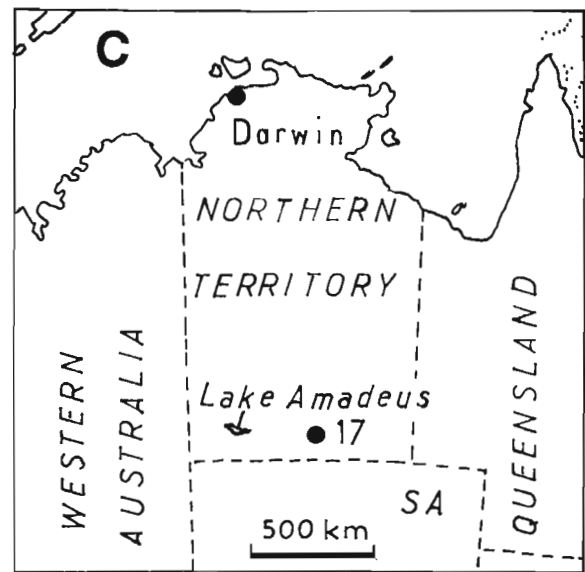 C
Darwin
NORTHERN
TERRITORY
WESTERN
AUSTRALIA
QUEENSLAND
Lake Amadeus
17
SA
500 km